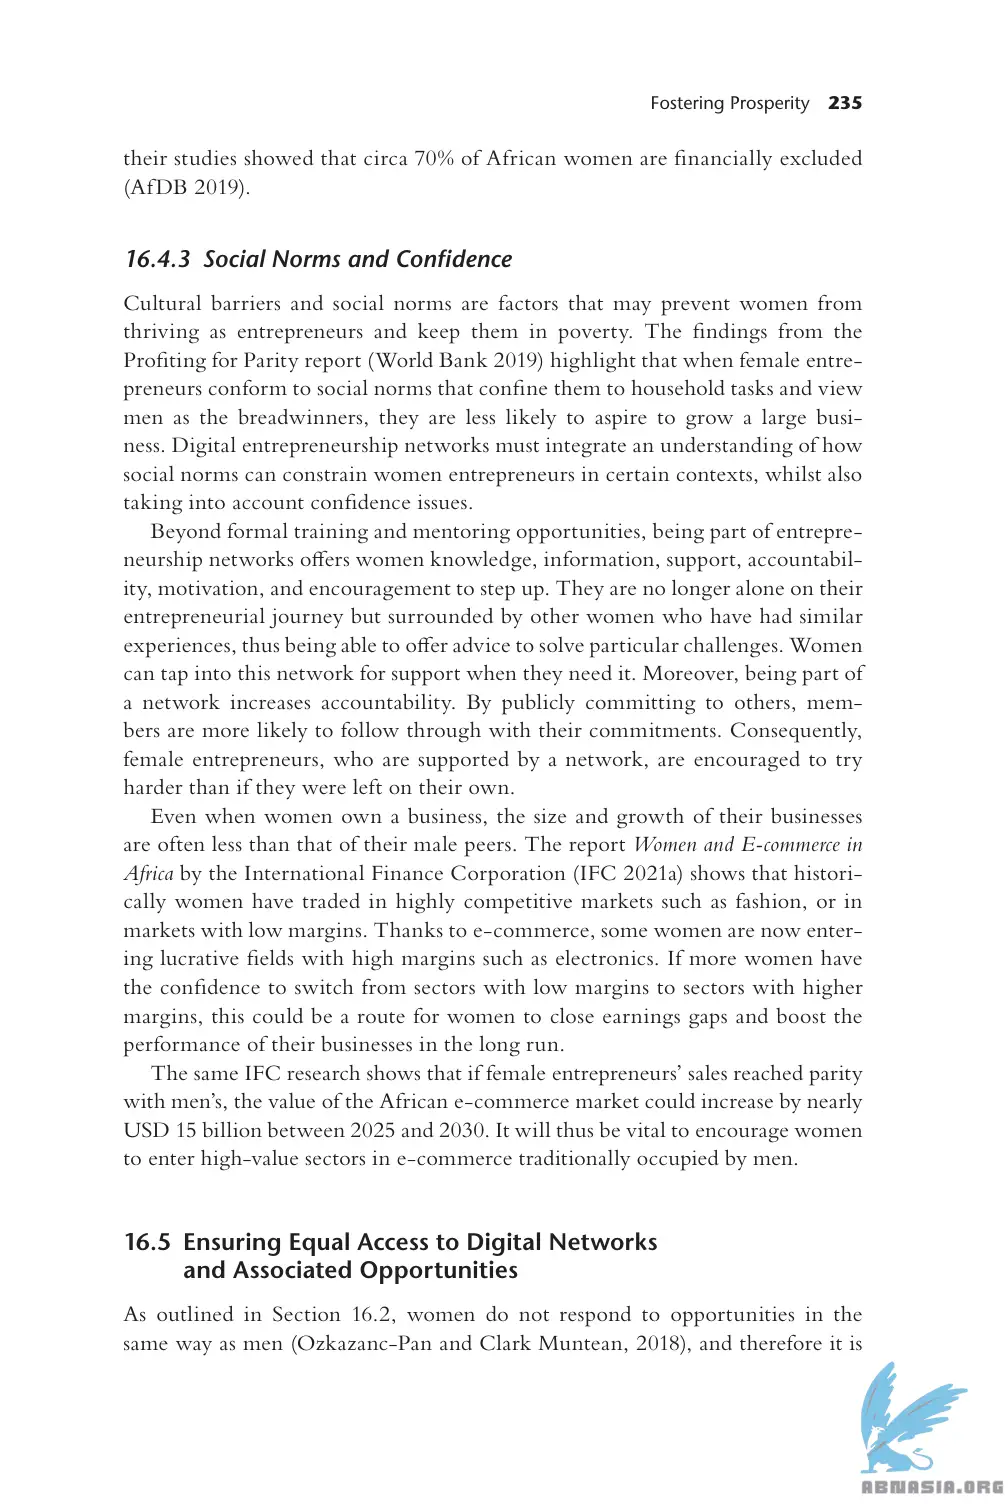 Fostering Prosperity 235
their studies showed that circa 70% of African women are financially excluded
(AfDB 2019).
16.4.3 Social Norms and Confidence
Cultural barriers and social norms are factors that may prevent women from
thriving as entrepreneurs and keep them in poverty. The findings from the
Profiting for Parity report (World Bank 2019) highlight that when female entre-
preneurs conform to social norms that confine them to household tasks and view
men as the breadwinners, they are less likely to aspire to grow a large busi-
ness. Digital entrepreneurship networks must integrate an understanding of how
social norms can constrain women entrepreneurs in certain contexts, whilst also
taking into account confidence issues.
Beyond formal training and mentoring opportunities, being part of entrepre-
neurship networks offers women knowledge, information, support, accountabil-
ity, motivation, and encouragement to step up. They are no longer alone on their
entrepreneurial journey but surrounded by other women who have had similar
experiences, thus being able to offer advice to solve particular challenges. Women
can tap into this network for support when they need it. Moreover, being part of
a network increases accountability. By publicly committing to others, mem-
bers are more likely to follow through with their commitments. Consequently,
female entrepreneurs, who are supported by a network, are encouraged to try
harder than if they were left on their own.
Even when women own a business, the size and growth of their businesses
are often less than that of their male peers. The report Women and E-commerce in
Africa by the International Finance Corporation (IFC 2021a) shows that histori-
cally women have traded in highly competitive markets such as fashion, or in
markets with low margins. Thanks to e-commerce, some women are now enter-
ing lucrative fields with high margins such as electronics. If more women have
the confidence to switch from sectors with low margins to sectors with higher
margins, this could be a route for women to close earnings gaps and boost the
performance of their businesses in the long run.
The same IFC research shows that if female entrepreneurs' sales reached parity
with men's, the value of the African e-commerce market could increase by nearly
USD 15 billion between 2025 and 2030. It will thus be vital to encourage women
to enter high-value sectors in e-commerce traditionally occupied by men.
16.5 Ensuring Equal Access to Digital Networks
and Associated Opportunities
As outlined in Section 16.2, women do not respond to opportunities in the
same way as men (Ozkazanc-Pan and Clark Muntean, 2018), and therefore it is
ABNASIA.ORG